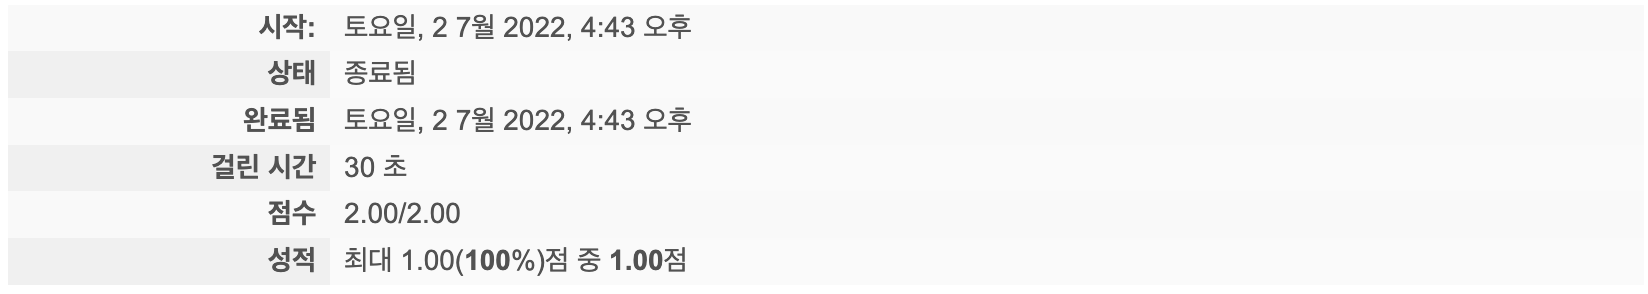 시작: 토요일, 2 7월 2022, 4:43 오후
상태 종료됨
완료됨 토요일, 2 7월 2022, 4:43 오후
걸린 시간 30 초
점수 2.00/2.00
성적 최대 1.00(100%)점 중 1.00점